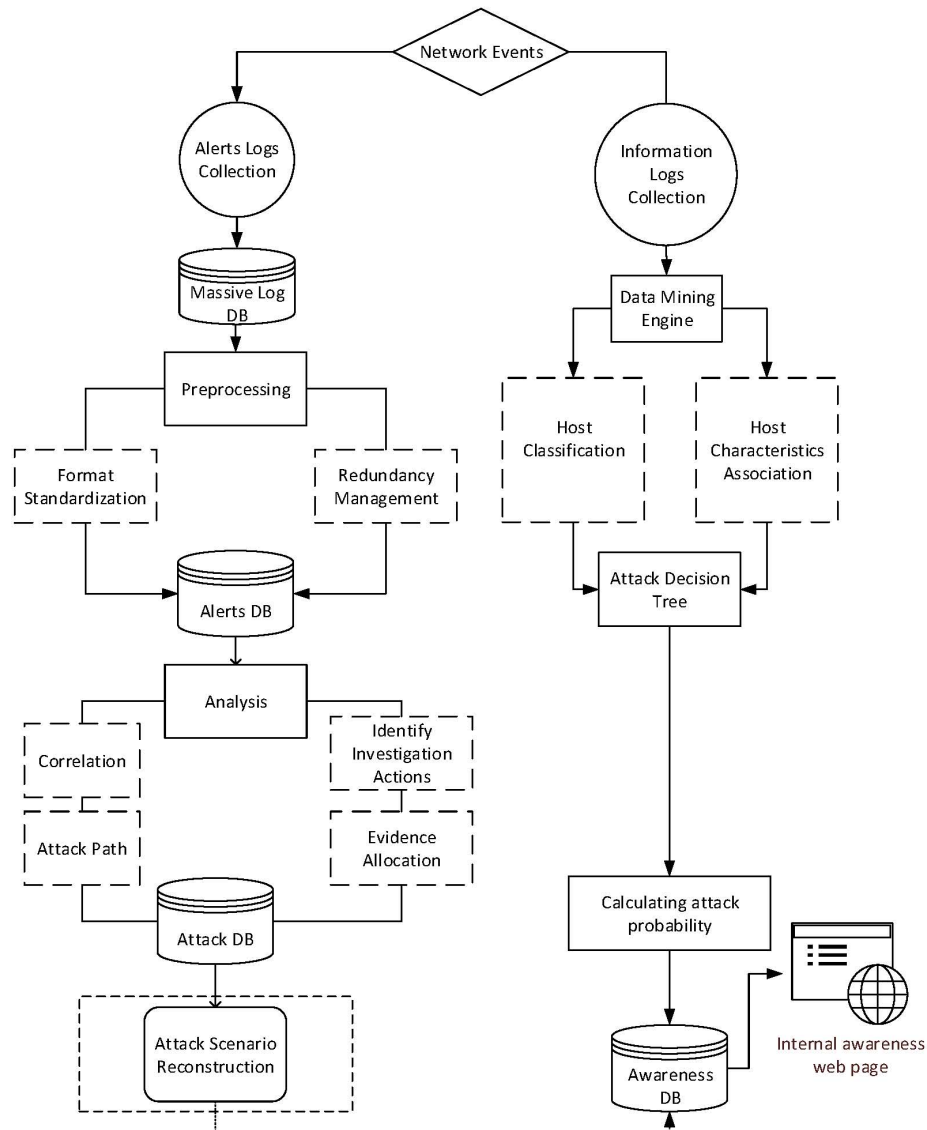 Network Events
Alerts Logs
Collection
Information
Logs
Collection
Massive Log
DB
Data Mining
Engine
Preprocessing
Host
Classification
Host
Characteristics
Association
Format
Standardization
Redundancy
Management
Alerts DB
Attack Decision
Tree
Analysis
Correlation
Identify
Investigation
Actions
Attack Path
Evidence
Allocation
Attack DB
Calculating attack
probability
Attack Scenario
Reconstruction
Awareness
DB
Internal awareness
web page